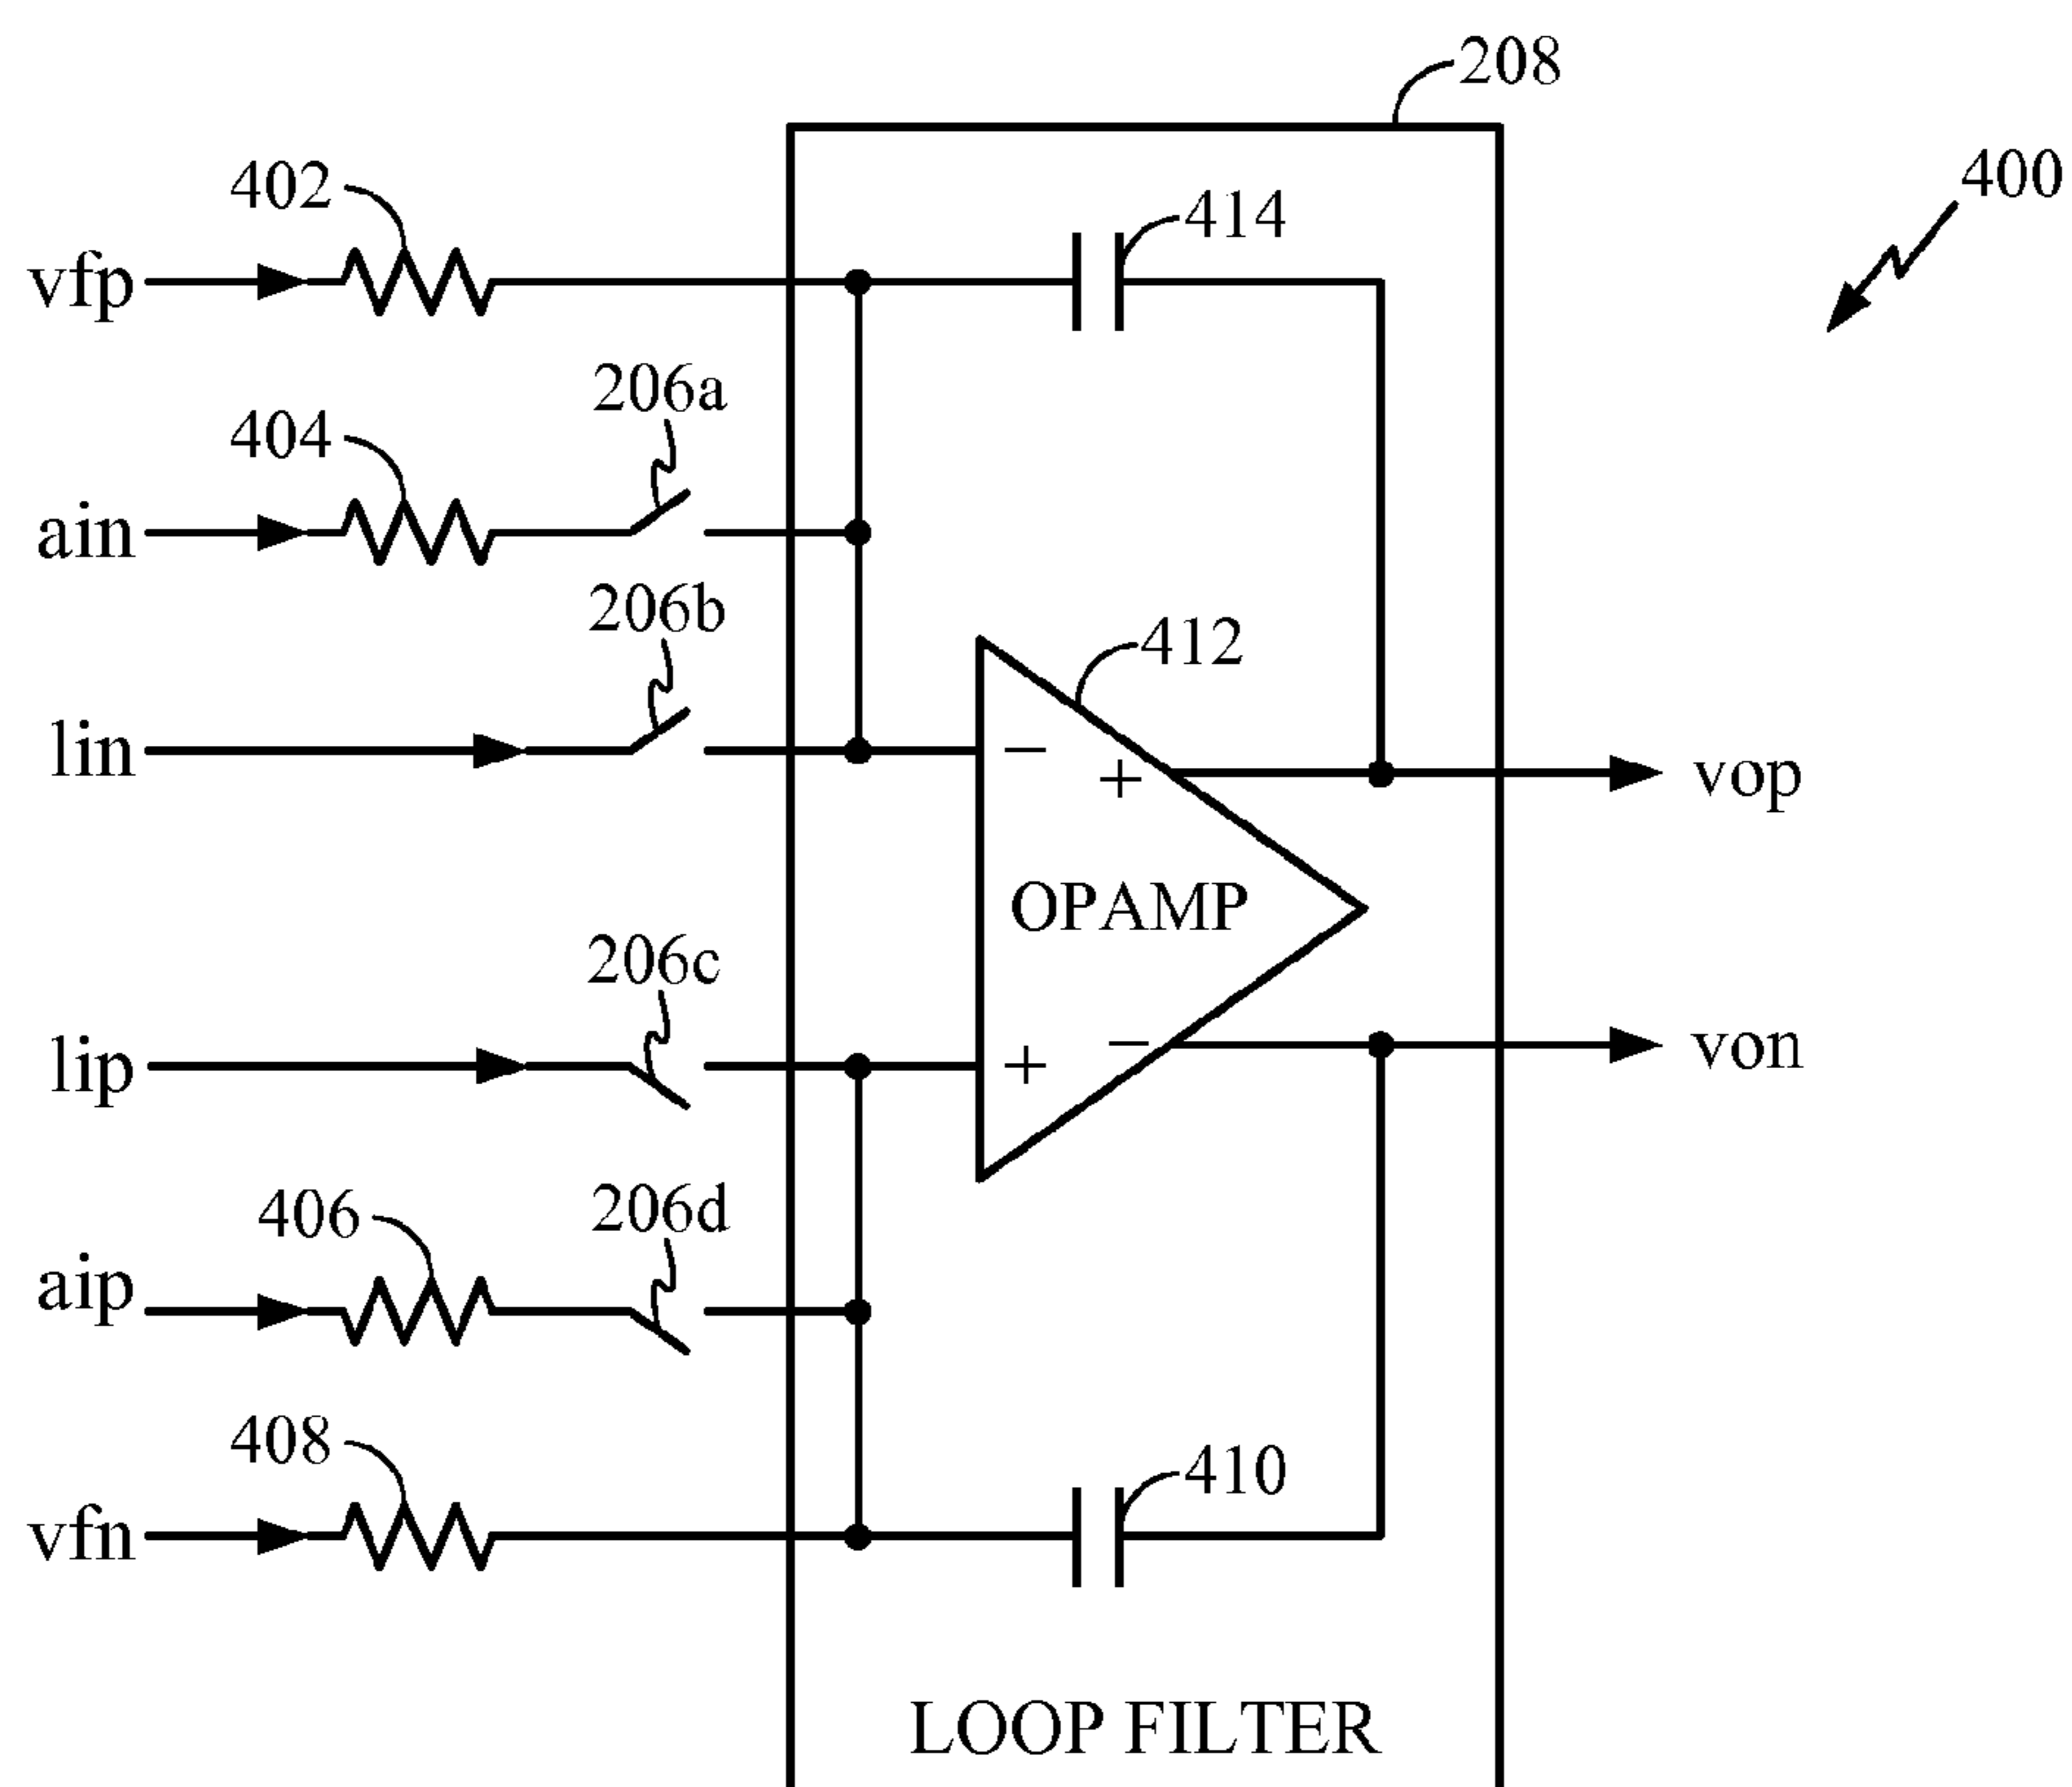 208
400
402
414
vfp
206a
404
ain
206b
412
lin
−
+
vop
OPAMP
206c
von
lip
+
−
206d
406
aip
408
410
vfn
LOOP FILTER